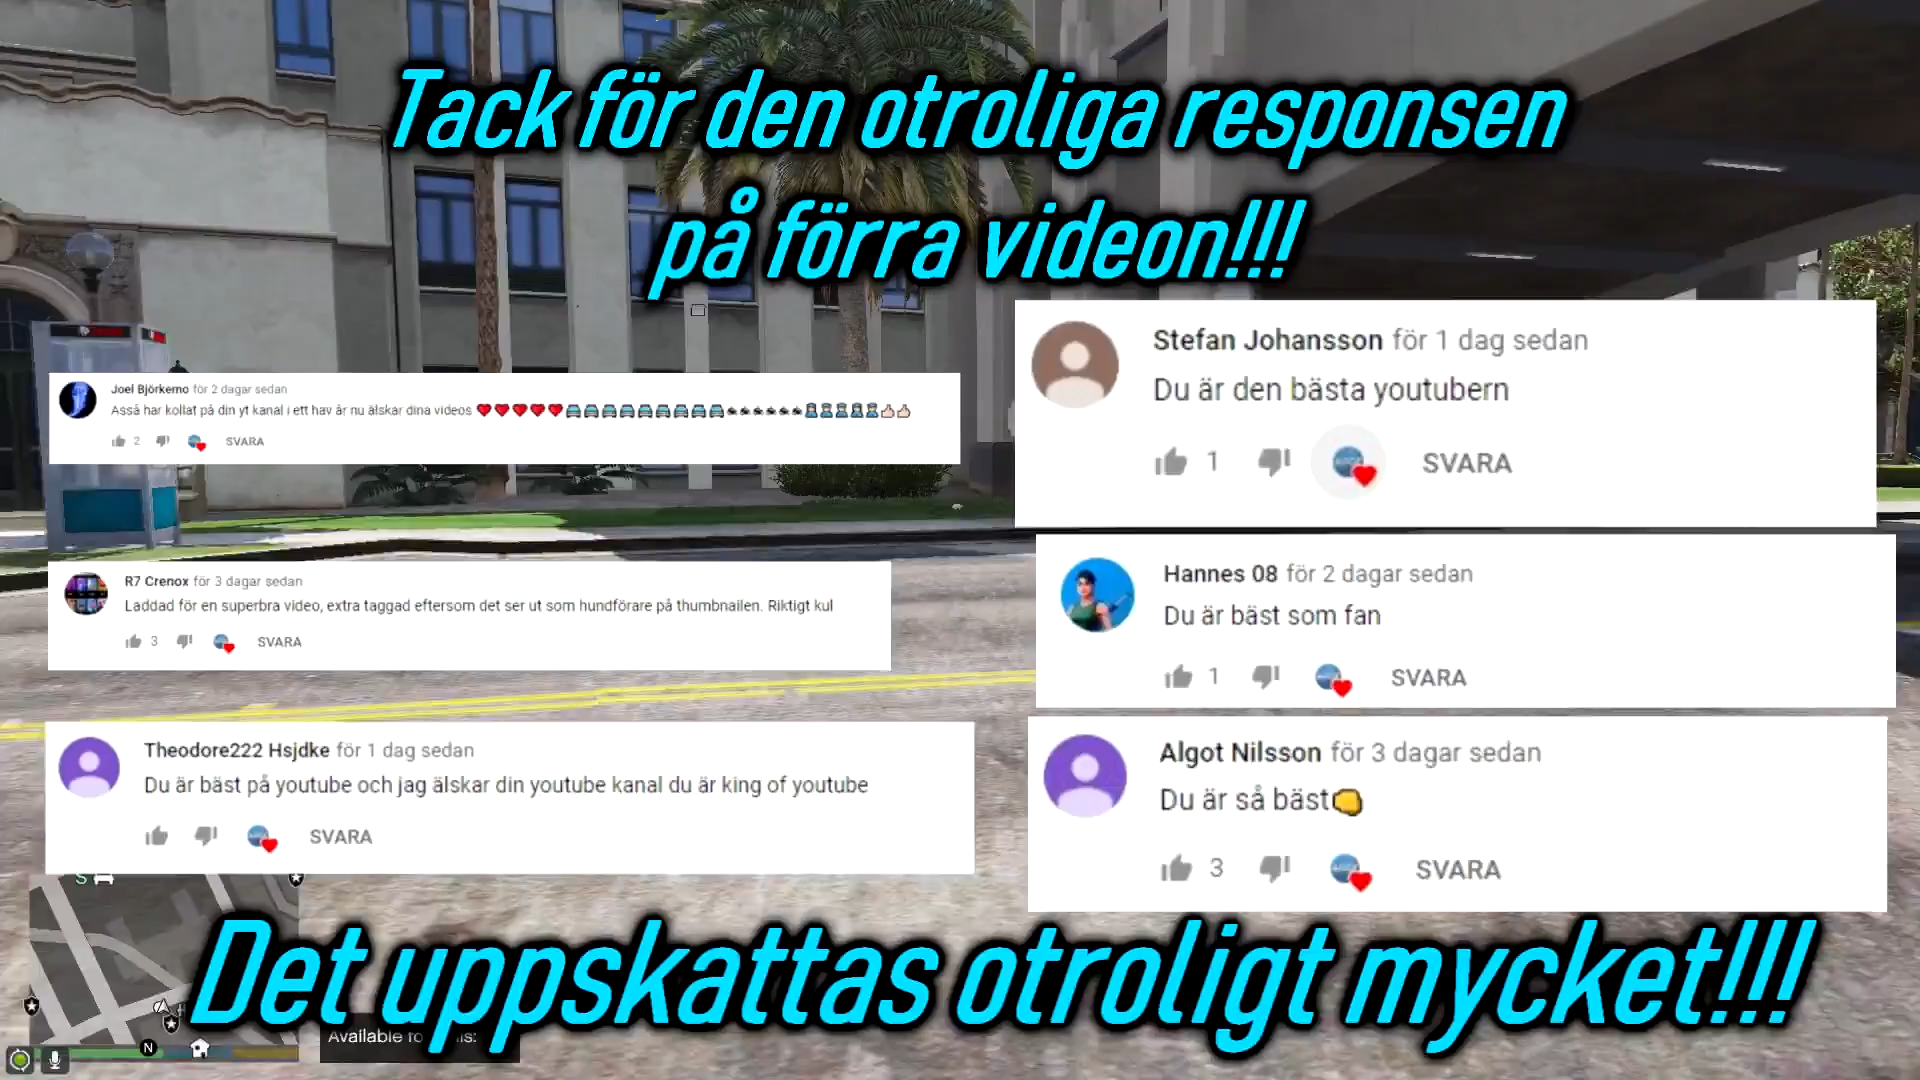 Tack för den otroliga responsen
på förra videon!!!
Joel Björkemo för 2 dagar sedan
Asså har kollat på din yt kanal i ett hav år nu älskar dina videos ❤❤❤❤❤
2 SVARA
R7 Crenox för 3 dagar sedan
Laddad för en superbra video, extra taggad eftersom det ser ut som hundförare på thumbnailen. Riktigt kul
3 SVARA
Theodore222 Hsjdke för 1 dag sedan
Du är bäst på youtube och jag älskar din youtube kanal du är king of youtube
SVARA
Stefan Johansson för 1 dag sedan
Du är den bästa youtubern
1 SVARA
Hannes 08 för 2 dagar sedan
Du är bäst som fan
1 SVARA
Algot Nilsson för 3 dagar sedan
Du är så bäst
3 SVARA
S
N
Det uppskattas otroligt mycket!!!
Available